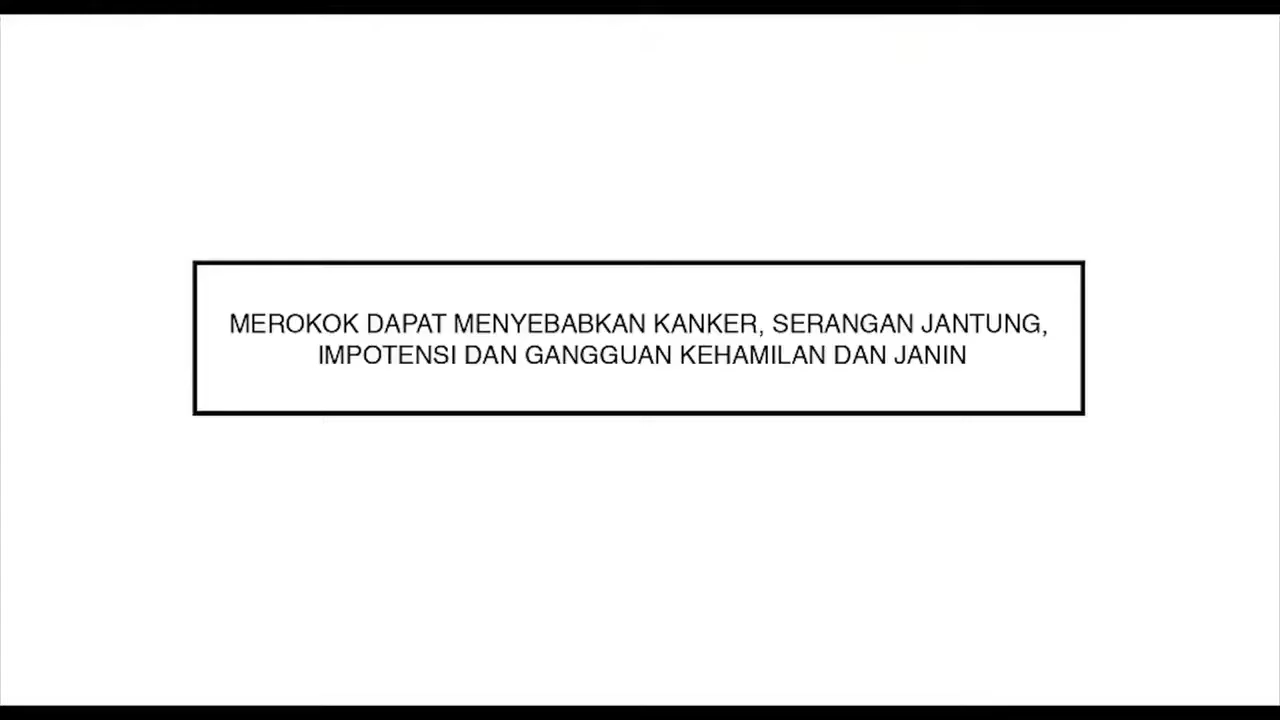 MEROKOK DAPAT MENYEBABKAN KANKER, SERANGAN JANTUNG,
IMPOTENSI DAN GANGGUAN KEHAMILAN DAN JANIN